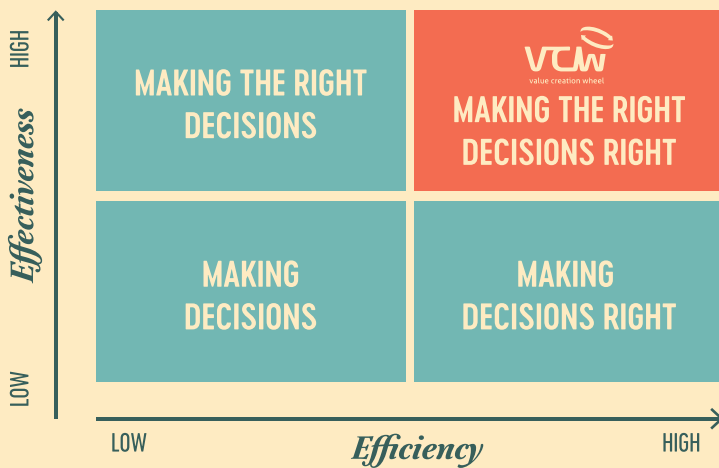 HIGH
Effectiveness
LOW
MAKING THE RIGHT
DECISIONS
VCW
value creation wheel
MAKING THE RIGHT
DECISIONS RIGHT
MAKING
DECISIONS
MAKING
DECISIONS RIGHT
LOW
Efficiency
HIGH